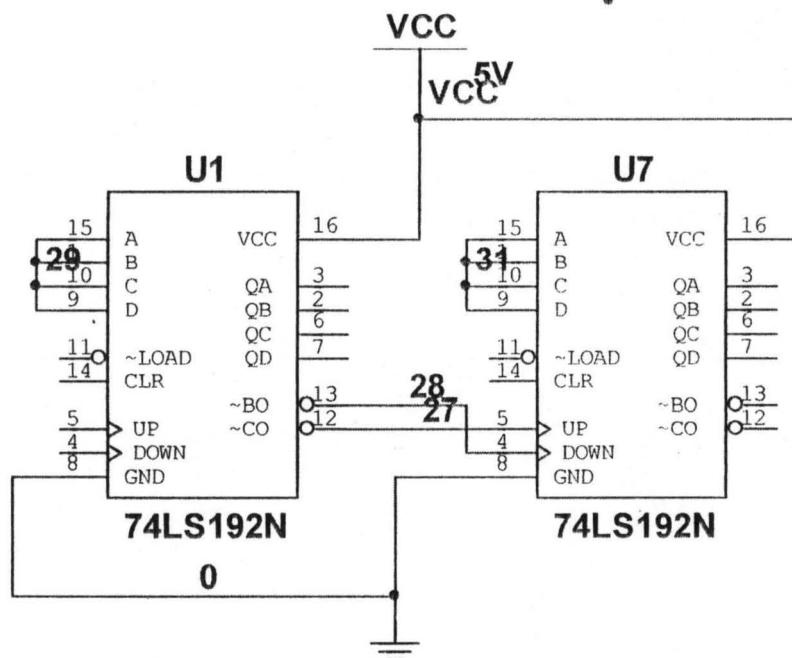 VCC
5V
VCC
U1
U7
15 A VCC 16
29 B
10 C QA 3
9 D QB 2
QC 6
11 ~LOAD QD 7
14 CLR
~BO 13
5 UP ~CO 12
4 DOWN
8 GND
74LS192N
28
27
15 A VCC 16
31 B
10 C QA 3
9 D QB 2
QC 6
11 ~LOAD QD 7
14 CLR
~BO 13
5 UP ~CO 12
4 DOWN
8 GND
74LS192N
0